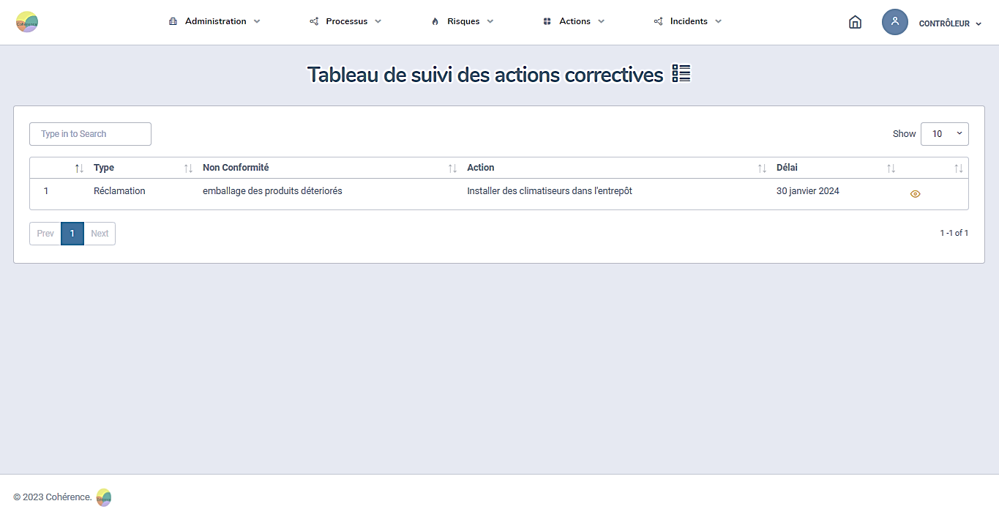 Cohérence
Administration Processus Risques Actions Incidents CONTRÔLEUR
Tableau de suivi des actions correctives
Type in to Search Show 10
Type Non Conformité Action Délai
1 Réclamation emballage des produits déteriorés Installer des climatiseurs dans l'entrepôt 30 janvier 2024
Prev 1 Next 1 -1 of 1
© 2023 Cohérence.